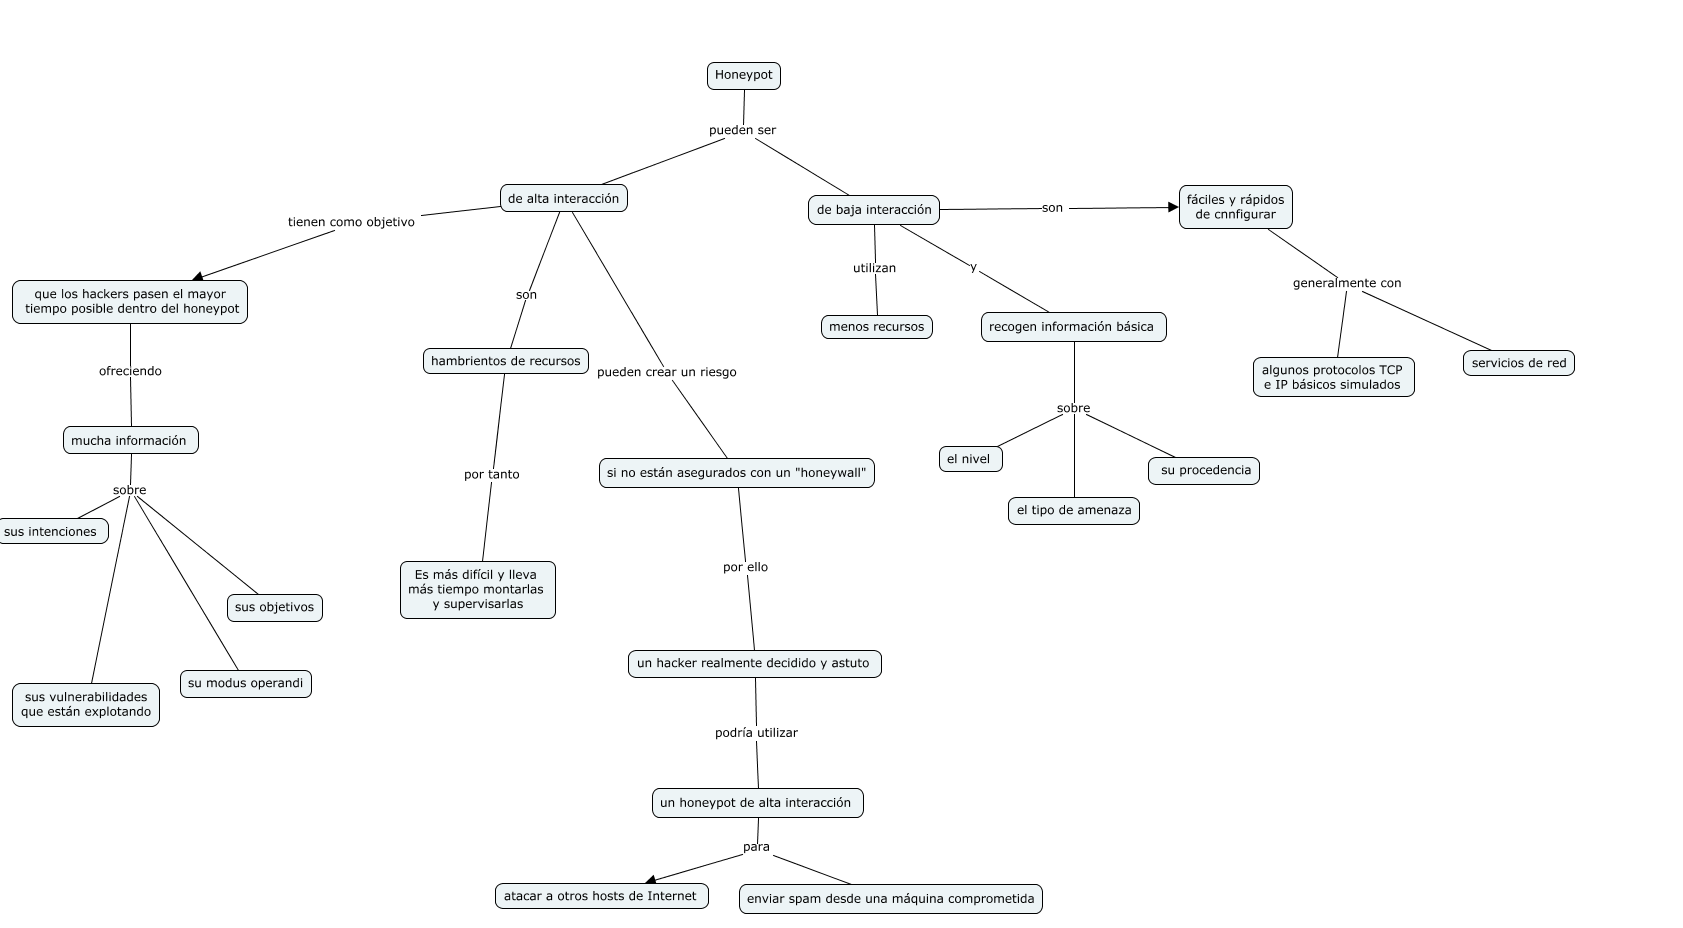 Honeypot
pueden ser
de alta interacción
de baja interacción
son
fáciles y rápidos
de cnnfigurar
tienen como objetivo
que los hackers pasen el mayor
tiempo posible dentro del honeypot
son
utilizan
y
generalmente con
menos recursos
recogen información básica
hambrientos de recursos
pueden crear un riesgo
algunos protocolos TCP
e IP básicos simulados
servicios de red
ofreciendo
mucha información
sobre
el nivel
su procedencia
el tipo de amenaza
por tanto
si no están asegurados con un "honeywall"
sobre
sus intenciones
sus objetivos
su modus operandi
sus vulnerabilidades
que están explotando
Es más difícil y lleva
más tiempo montarlas
y supervisarlas
por ello
un hacker realmente decidido y astuto
podría utilizar
un honeypot de alta interacción
para
atacar a otros hosts de Internet
enviar spam desde una máquina comprometida